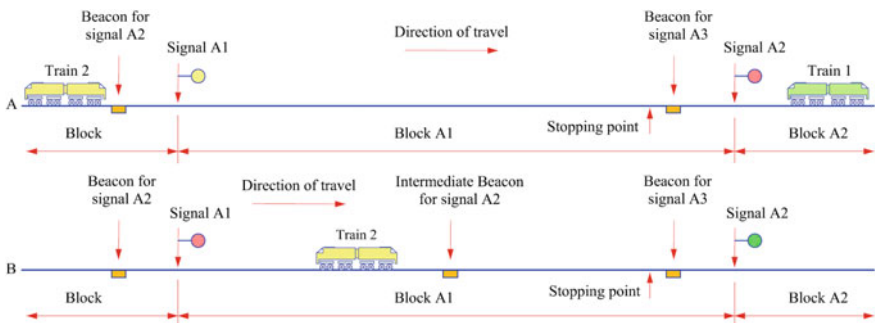 Beacon for
signal A2
Signal A1
Direction of travel
Beacon for
signal A3
Signal A2
Train 2
Train 1
A
Stopping point
Block
Block A1
Block A2
Beacon for
signal A2
Signal A1
Direction of travel
Intermediate Beacon
for signal A2
Beacon for
signal A3
Signal A2
Train 2
B
Stopping point
Block
Block A1
Block A2